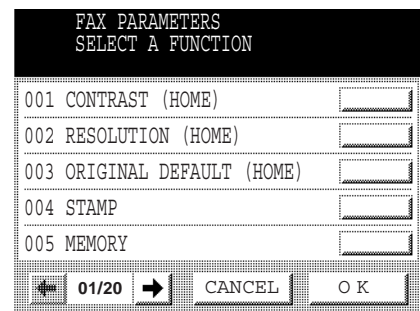 FAX PARAMETERS
SELECT A FUNCTION
001 CONTRAST (HOME)
002 RESOLUTION (HOME)
003 ORIGINAL DEFAULT (HOME)
004 STAMP
005 MEMORY
01/20 CANCEL O K